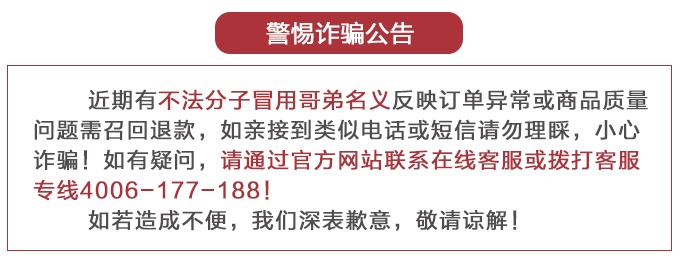 警惕诈骗公告
近期有不法分子冒用哥弟名义反映订单异常或商品质量
问题需召回退款，如亲接到类似电话或短信请勿理睬，小心
诈骗！如有疑问，请通过官方网站联系在线客服或拨打客服
专线4006-177-188！
如若造成不便，我们深表歉意，敬请谅解！